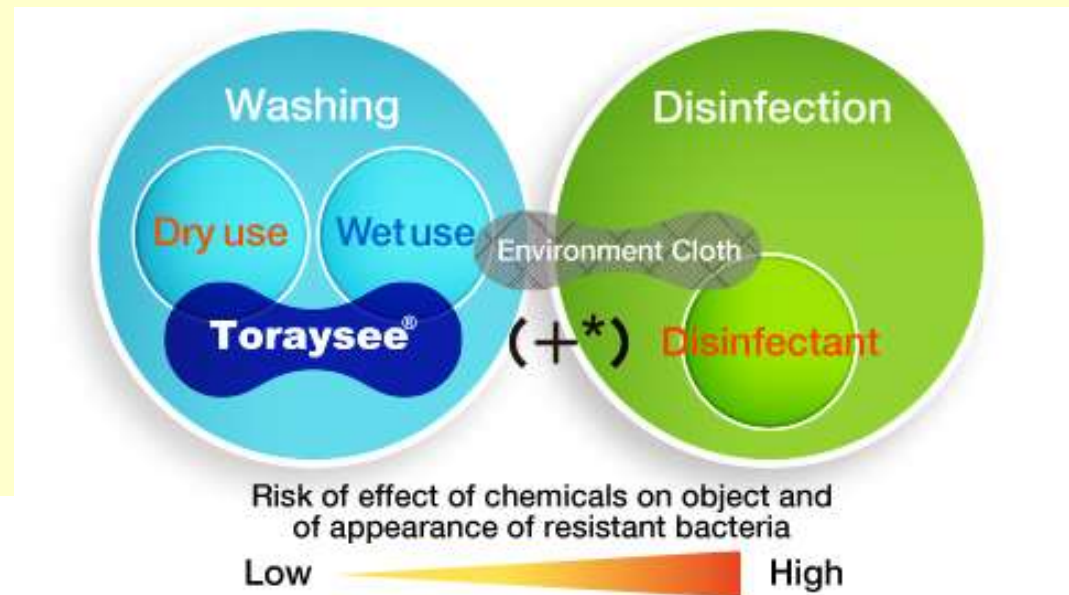 Washing
Disinfection
Dry use
Wet use
Environment Cloth
Toraysee®
(+*)
Disinfectant
Risk of effect of chemicals on object and
of appearance of resistant bacteria
Low
High